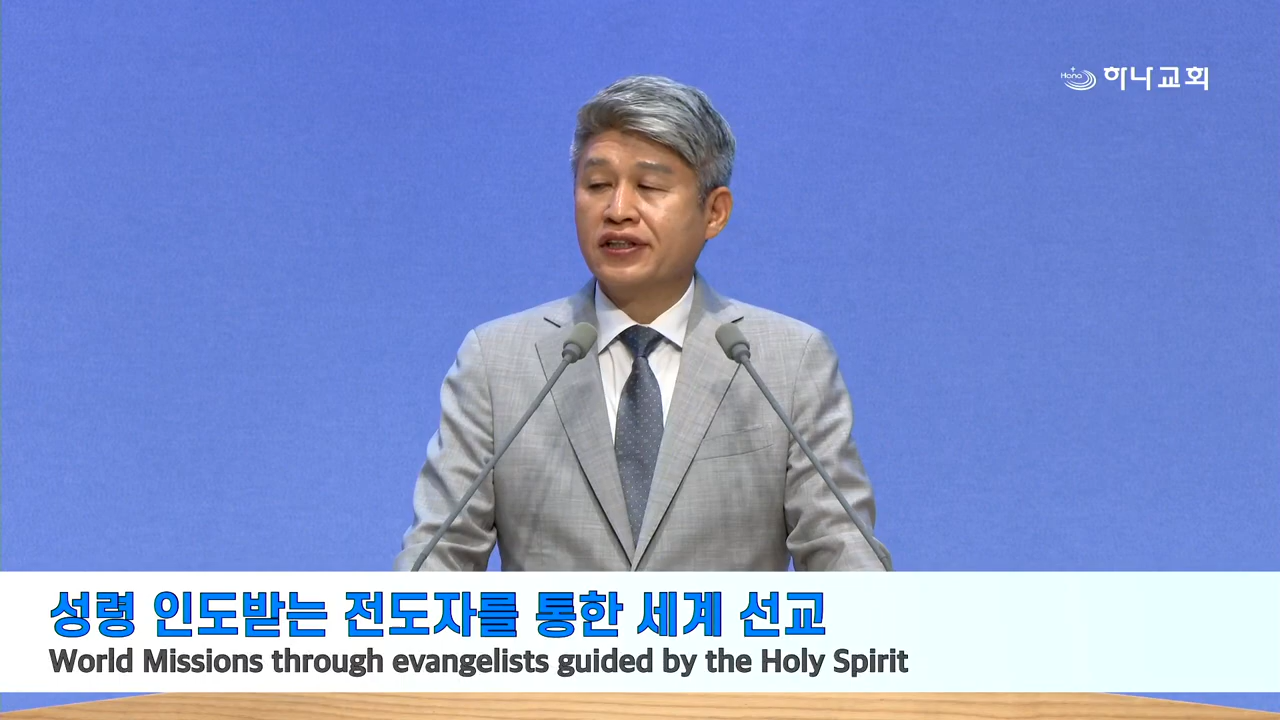 Hana 하나교회
성령 인도받는 전도자를 통한 세계 선교
World Missions through evangelists guided by the Holy Spirit